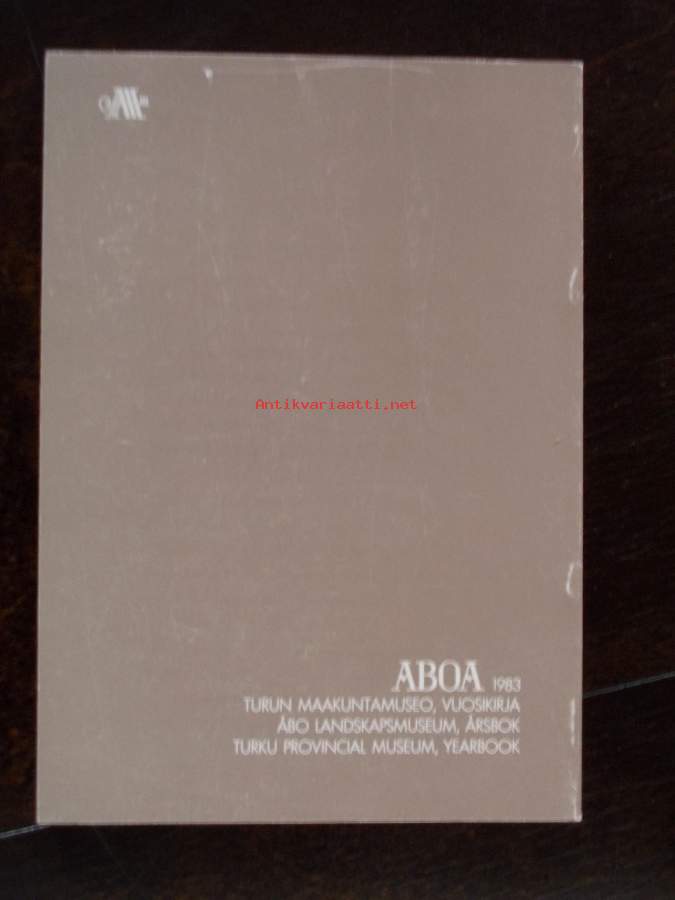 Antikvariaatti.net
ABOA 1983
TURUN MAAKUNTAMUSEO, VUOSIKIRJA
ÅBO LANDSKAPSMUSEUM, ÅRSBOK
TURKU PROVINCIAL MUSEUM, YEARBOOK